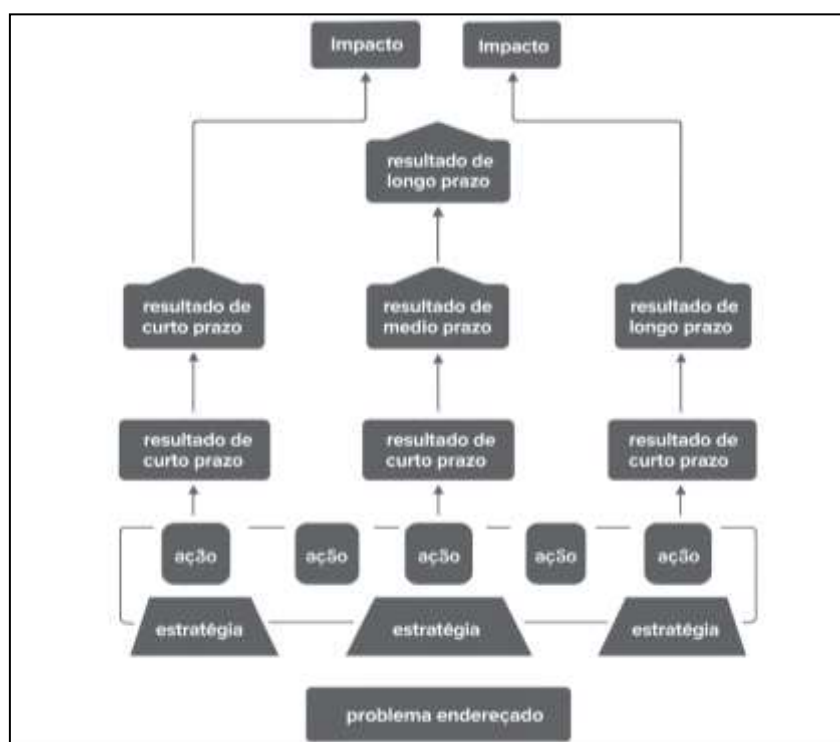 Impacto
Impacto
resultado de
longo prazo
resultado de
curto prazo
resultado de
medio prazo
resultado de
longo prazo
resultado de
curto prazo
resultado de
curto prazo
resultado de
curto prazo
ação
ação
ação
ação
ação
estratégia
estratégia
estratégia
problema endereçado